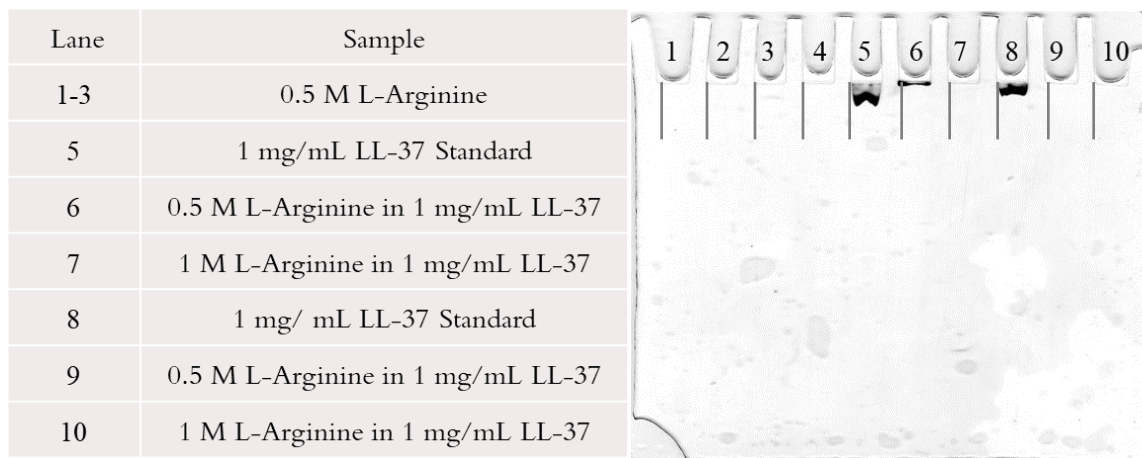 Lane Sample
1-3 0.5 M L-Arginine
5 1 mg/mL LL-37 Standard
6 0.5 M L-Arginine in 1 mg/mL LL-37
7 1 M L-Arginine in 1 mg/mL LL-37
8 1 mg/ mL LL-37 Standard
9 0.5 M L-Arginine in 1 mg/mL LL-37
10 1 M L-Arginine in 1 mg/mL LL-37
1 2 3 4 5 6 7 8 9 10